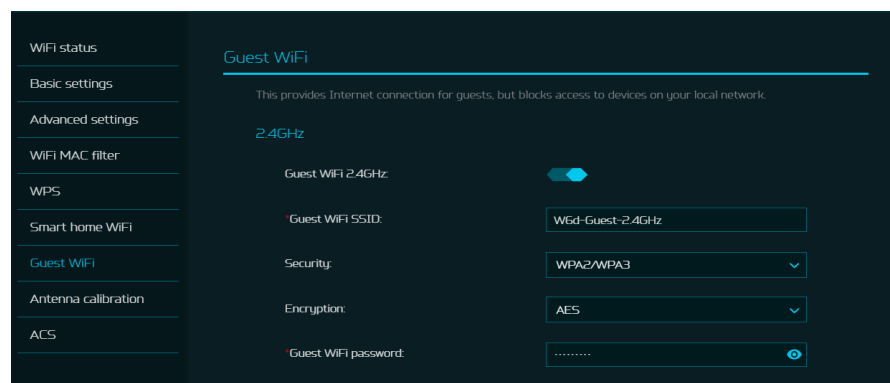 WiFi status
Basic settings
Advanced settings
WiFi MAC filter
WPS
Smart home WiFi
Guest WiFi
Antenna calibration
ACS
Guest WiFi
This provides Internet connection for guests, but blocks access to devices on your local network.
2.4GHz
Guest WiFi 2.4GHz:
*Guest WiFi SSID: W6d-Guest-2.4GHz
Security: WPA2/WPA3
Encryption: AES
*Guest WiFi password: ·········